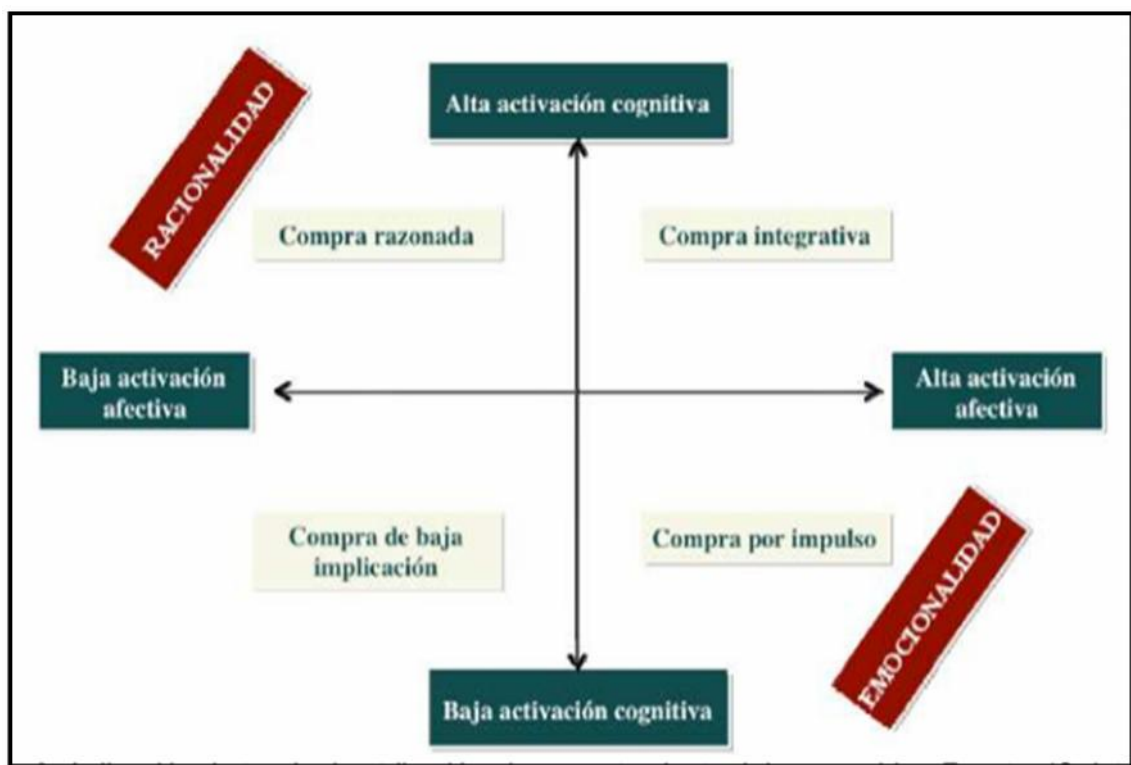 RACIONALIDAD
Alta activación cognitiva
Compra razonada
Compra integrativa
Baja activación
afectiva
Alta activación
afectiva
Compra de baja
implicación
Compra por impulso
EMOCIONALIDAD
Baja activación cognitiva